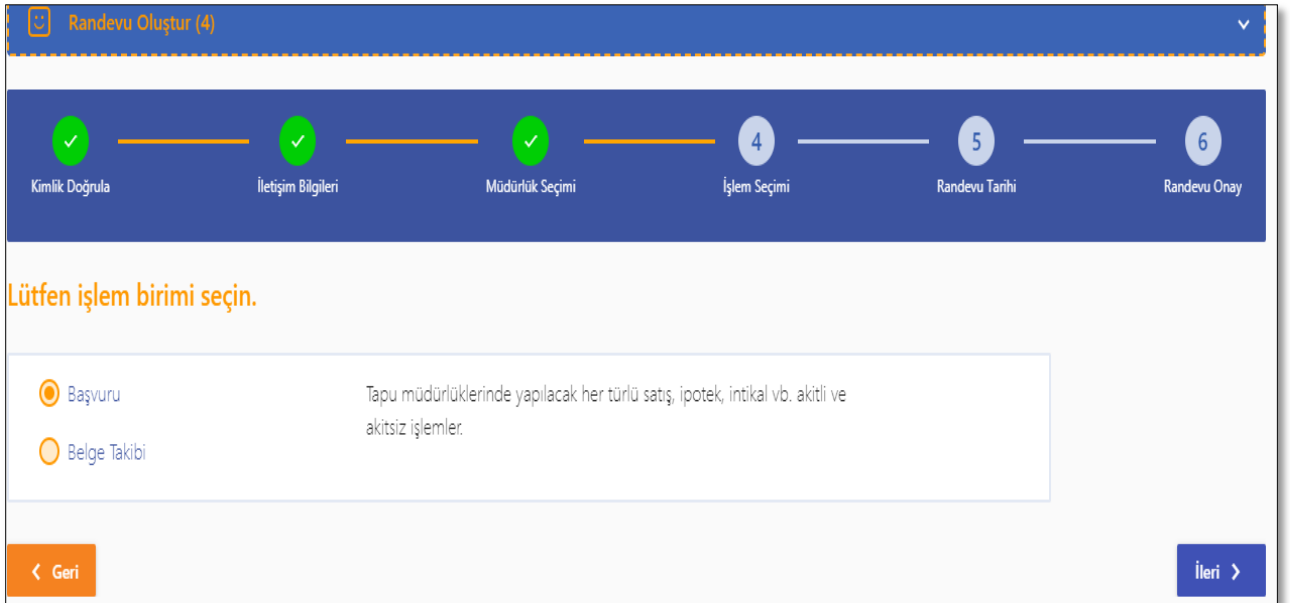 Randevu Oluştur (4)
4
5
6
Kimlik Doğrula
İletişim Bilgileri
Müdürlük Seçimi
İşlem Seçimi
Randevu Tarihi
Randevu Onay
Lütfen işlem birimi seçin.
Başvuru
Tapu müdürlüklerinde yapılacak her türlü satış, ipotek, intikal vb. akitli ve
akitsiz işlemler.
Belge Takibi
Geri
İleri